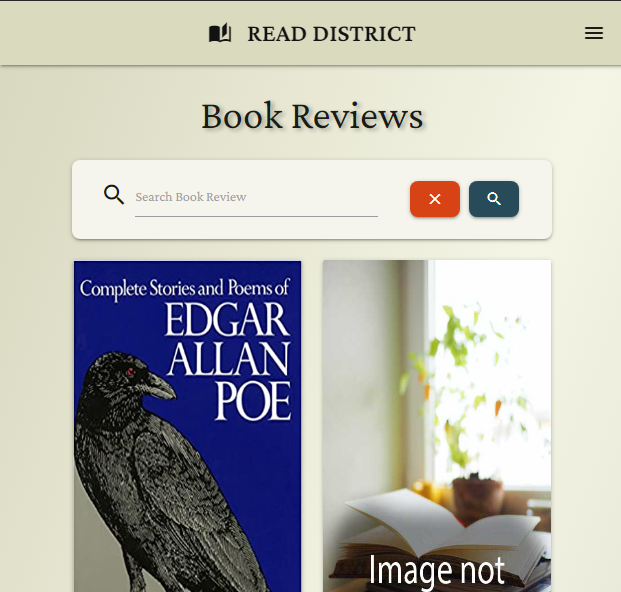 READ DISTRICT
Book Reviews
Search Book Review
Complete Stories and Poems of
EDGAR
ALLAN
POE
Image not